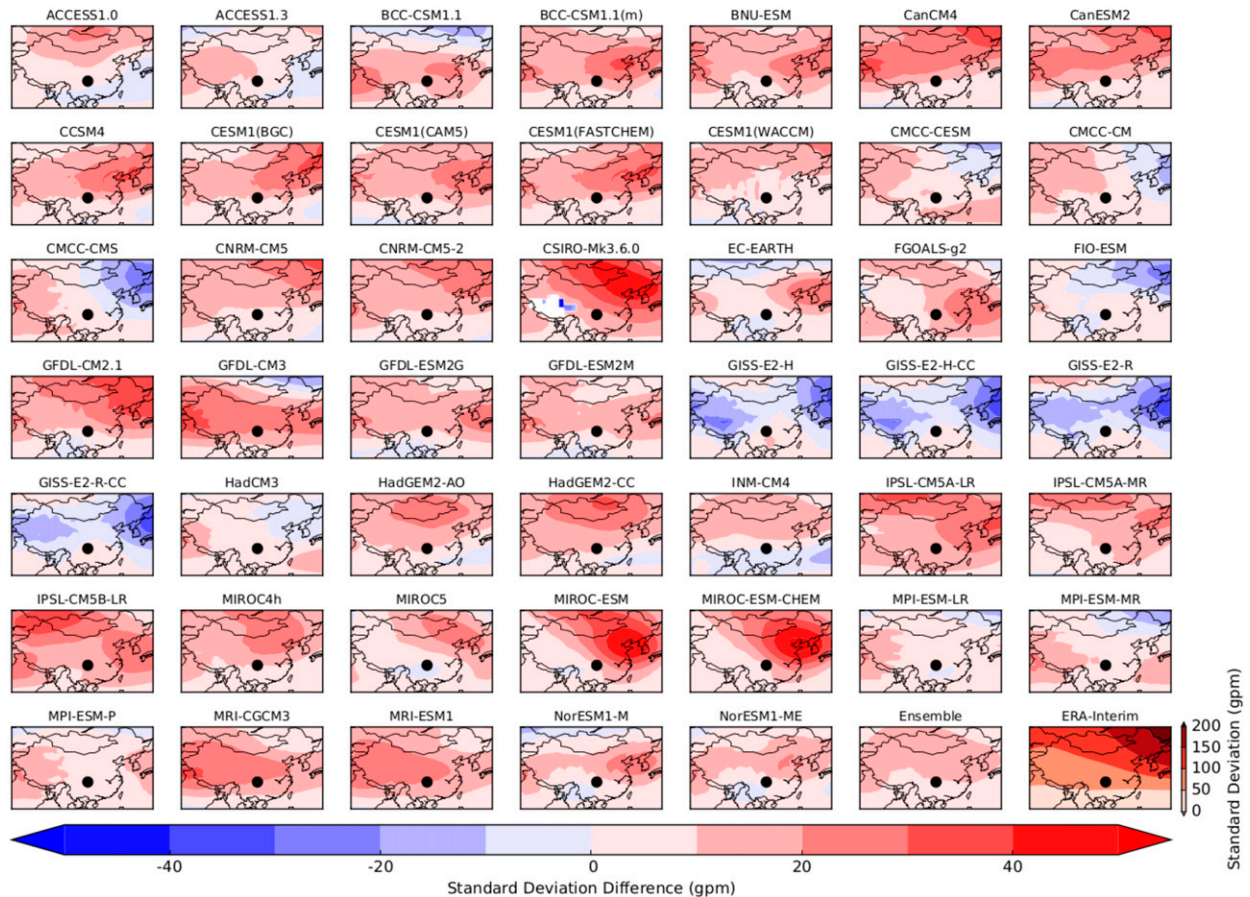 ACCESS1.0 ACCESS1.3 BCC-CSM1.1 BCC-CSM1.1(m) BNU-ESM CanCM4 CanESM2
CCSM4 CESM1(BGC) CESM1(CAM5) CESM1(FASTCHEM) CESM1(WACCM) CMCC-CESM CMCC-CM
CMCC-CMS CNRM-CM5 CNRM-CM5-2 CSIRO-Mk3.6.0 EC-EARTH FGOALS-g2 FIO-ESM
GFDL-CM2.1 GFDL-CM3 GFDL-ESM2G GFDL-ESM2M GISS-E2-H GISS-E2-H-CC GISS-E2-R
GISS-E2-R-CC HadCM3 HadGEM2-AO HadGEM2-CC INM-CM4 IPSL-CM5A-LR IPSL-CM5A-MR
IPSL-CM5B-LR MIROC4h MIROC5 MIROC-ESM MIROC-ESM-CHEM MPI-ESM-LR MPI-ESM-MR
MPI-ESM-P MRI-CGCM3 MRI-ESM1 NorESM1-M NorESM1-ME Ensemble ERA-Interim
200
150
100
50
0
Standard Deviation (gpm)
-40 -20 0 20 40
Standard Deviation Difference (gpm)